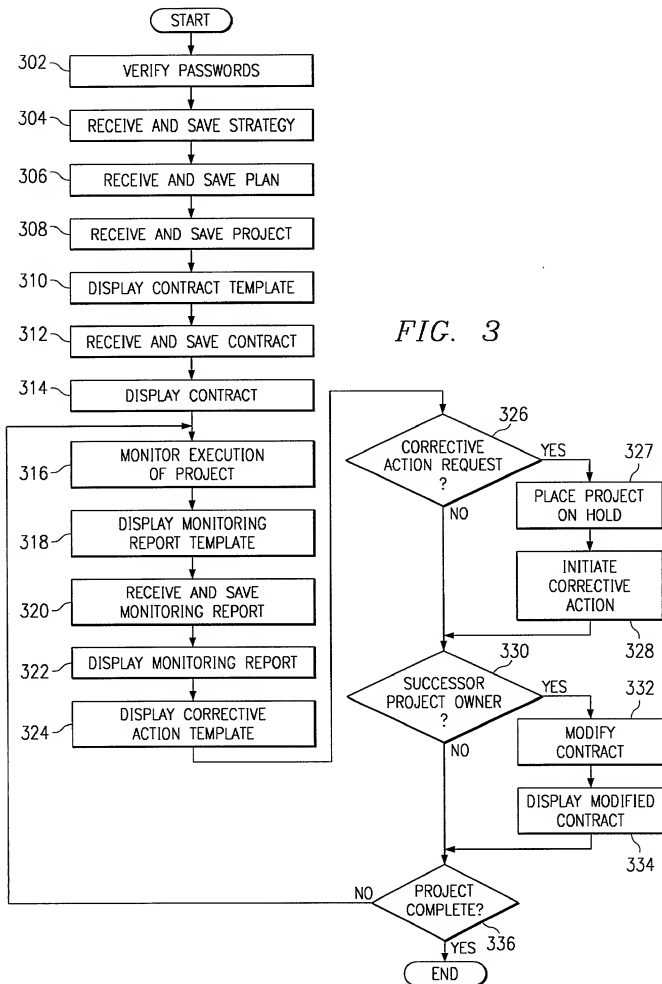 START
302
VERIFY PASSWORDS
304
RECEIVE AND SAVE STRATEGY
306
RECEIVE AND SAVE PLAN
308
RECEIVE AND SAVE PROJECT
310
DISPLAY CONTRACT TEMPLATE
312
RECEIVE AND SAVE CONTRACT
314
DISPLAY CONTRACT
316
MONITOR EXECUTION
OF PROJECT
318
DISPLAY MONITORING
REPORT TEMPLATE
320
RECEIVE AND SAVE
MONITORING REPORT
322
DISPLAY MONITORING REPORT
324
DISPLAY CORRECTIVE
ACTION TEMPLATE
FIG. 3
326
CORRECTIVE
ACTION REQUEST
?
YES
NO
327
PLACE PROJECT
ON HOLD
INITIATE
CORRECTIVE
ACTION
328
330
SUCCESSOR
PROJECT OWNER
?
YES
NO
332
MODIFY
CONTRACT
DISPLAY MODIFIED
CONTRACT
334
NO
PROJECT
COMPLETE?
336
YES
END